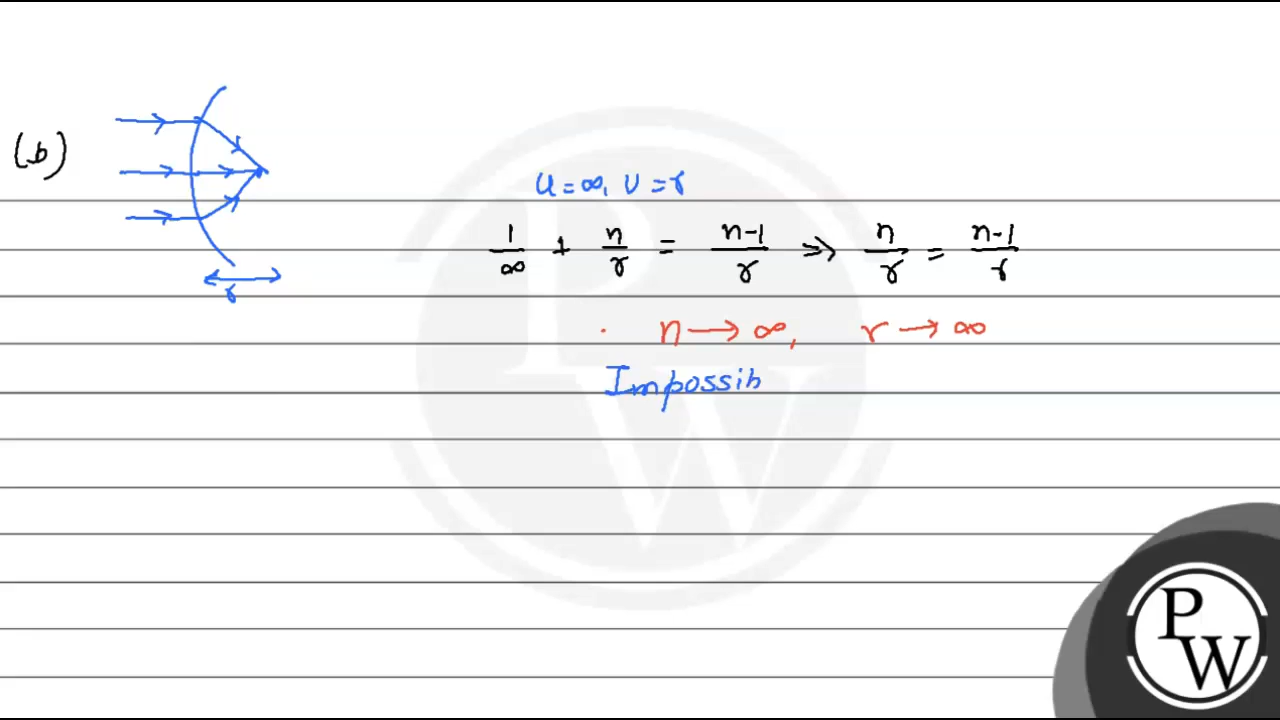 (b)
r
u = ∞, v = r
1/∞ + n/r = (n-1)/r ⇒ n/r = (n-1)/r
n → ∞, r → ∞
Impossib
P
W
PW